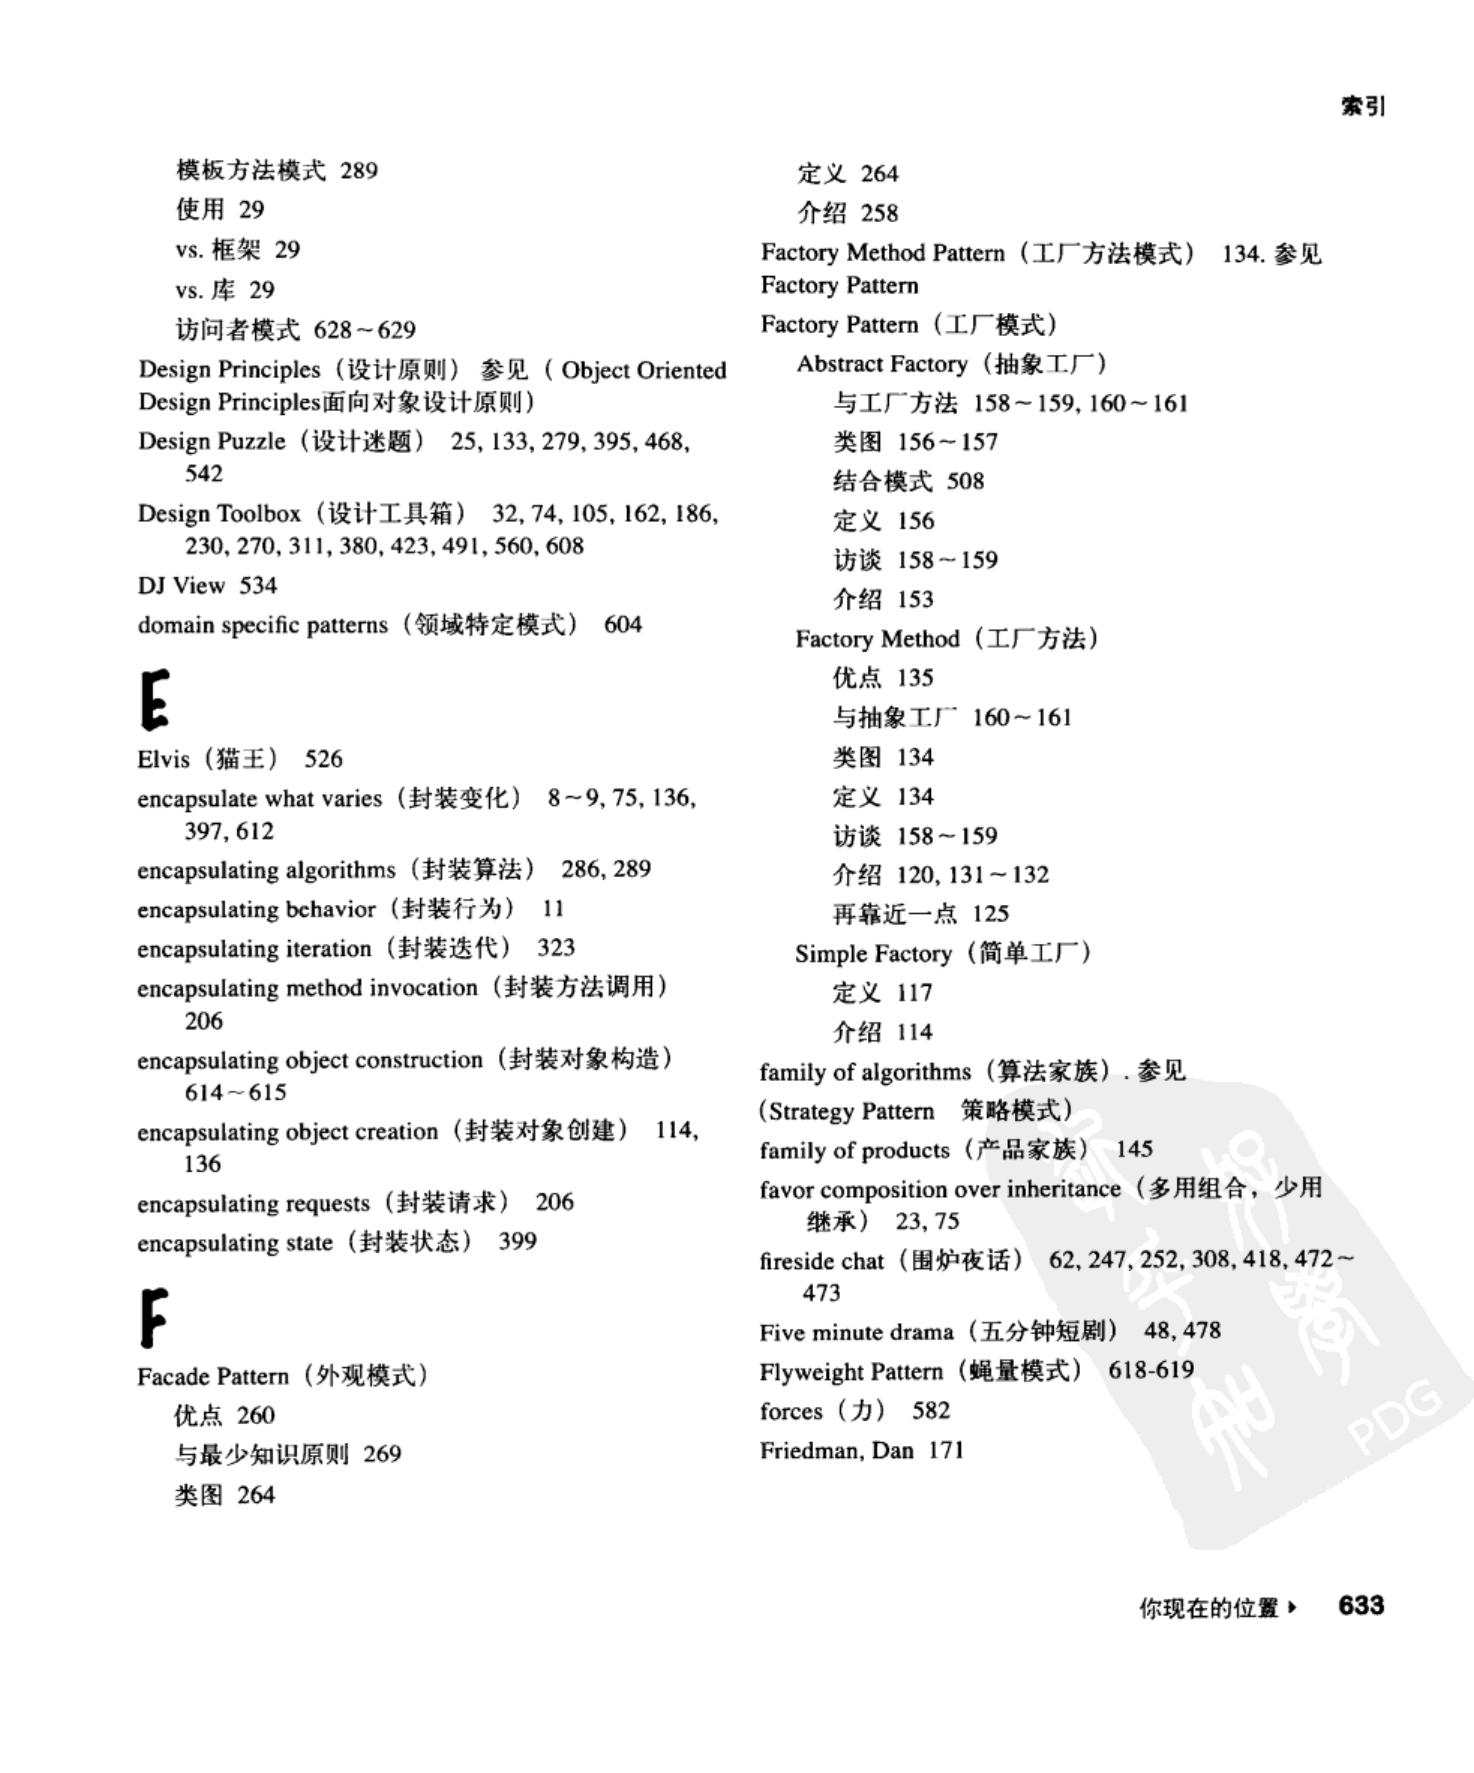 索引
模板方法模式 289
使用 29
vs. 框架 29
vs. 库 29
访问者模式 628～629
Design Principles（设计原则） 参见（ Object Oriented
Design Principles面向对象设计原则）
Design Puzzle（设计迷题） 25, 133, 279, 395, 468,
542
Design Toolbox（设计工具箱） 32, 74, 105, 162, 186,
230, 270, 311, 380, 423, 491, 560, 608
DJ View 534
domain specific patterns（领域特定模式） 604
E
Elvis（猫王） 526
encapsulate what varies（封装变化） 8～9, 75, 136,
397, 612
encapsulating algorithms（封装算法） 286, 289
encapsulating behavior（封装行为） 11
encapsulating iteration（封装迭代） 323
encapsulating method invocation（封装方法调用）
206
encapsulating object construction（封装对象构造）
614～615
encapsulating object creation（封装对象创建） 114,
136
encapsulating requests（封装请求） 206
encapsulating state（封装状态） 399
F
Facade Pattern（外观模式）
优点 260
与最少知识原则 269
类图 264
定义 264
介绍 258
Factory Method Pattern（工厂方法模式） 134. 参见
Factory Pattern
Factory Pattern（工厂模式）
Abstract Factory（抽象工厂）
与工厂方法 158～159, 160～161
类图 156～157
结合模式 508
定义 156
访谈 158～159
介绍 153
Factory Method（工厂方法）
优点 135
与抽象工厂 160～161
类图 134
定义 134
访谈 158～159
介绍 120, 131～132
再靠近一点 125
Simple Factory（简单工厂）
定义 117
介绍 114
family of algorithms（算法家族）. 参见
（Strategy Pattern 策略模式）
family of products（产品家族） 145
favor composition over inheritance（多用组合，少用
继承） 23, 75
fireside chat（围炉夜话） 62, 247, 252, 308, 418, 472～
473
Five minute drama（五分钟短剧） 48, 478
Flyweight Pattern（蝇量模式） 618-619
forces（力） 582
Friedman, Dan 171
PDG
你现在的位置 ▸ 633